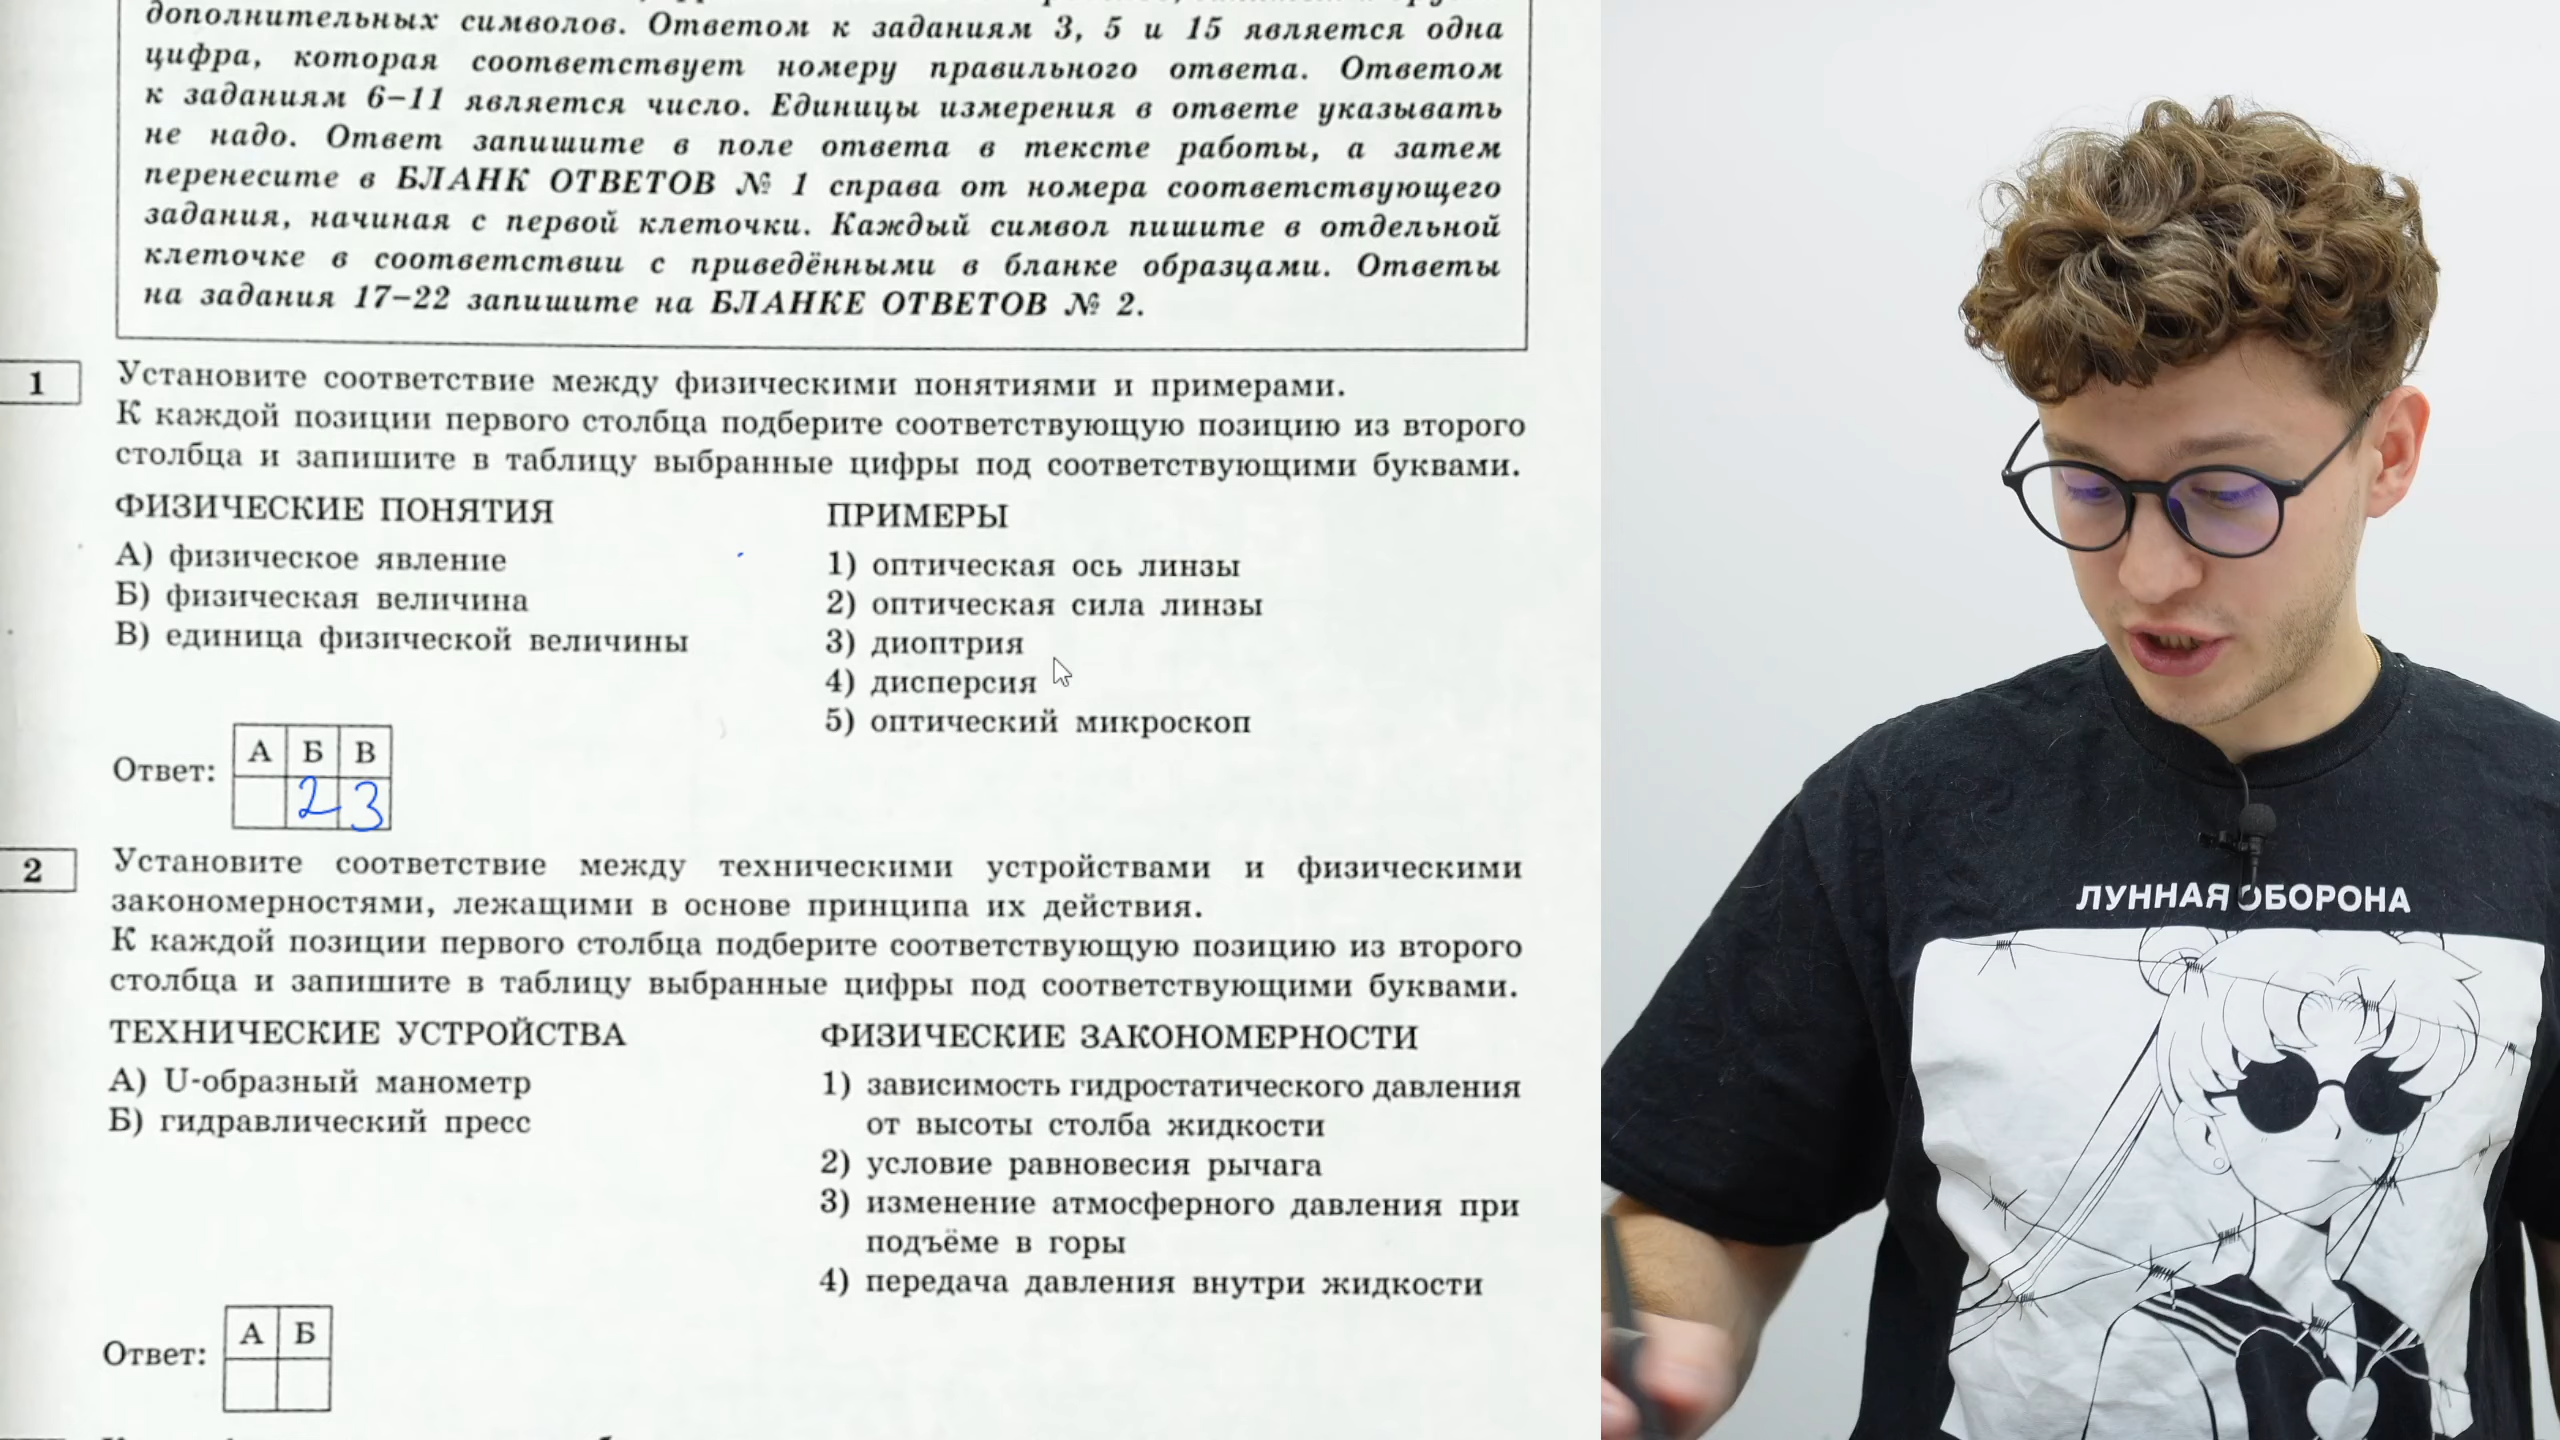 дополнительных символов. Ответом к заданиям 3, 5 и 15 является одна
цифра, которая соответствует номеру правильного ответа. Ответом
к заданиям 6–11 является число. Единицы измерения в ответе указывать
не надо. Ответ запишите в поле ответа в тексте работы, а затем
перенесите в БЛАНК ОТВЕТОВ № 1 справа от номера соответствующего
задания, начиная с первой клеточки. Каждый символ пишите в отдельной
клеточке в соответствии с приведёнными в бланке образцами. Ответы
на задания 17–22 запишите на БЛАНКЕ ОТВЕТОВ № 2.
1
Установите соответствие между физическими понятиями и примерами.
К каждой позиции первого столбца подберите соответствующую позицию из второго
столбца и запишите в таблицу выбранные цифры под соответствующими буквами.
ФИЗИЧЕСКИЕ ПОНЯТИЯ
А) физическое явление
Б) физическая величина
В) единица физической величины
ПРИМЕРЫ
1) оптическая ось линзы
2) оптическая сила линзы
3) диоптрия
4) дисперсия
5) оптический микроскоп
Ответ:
А Б В
2 3
2
Установите соответствие между техническими устройствами и физическими
закономерностями, лежащими в основе принципа их действия.
К каждой позиции первого столбца подберите соответствующую позицию из второго
столбца и запишите в таблицу выбранные цифры под соответствующими буквами.
ТЕХНИЧЕСКИЕ УСТРОЙСТВА
А) U-образный манометр
Б) гидравлический пресс
ФИЗИЧЕСКИЕ ЗАКОНОМЕРНОСТИ
1) зависимость гидростатического давления
от высоты столба жидкости
2) условие равновесия рычага
3) изменение атмосферного давления при
подъёме в горы
4) передача давления внутри жидкости
Ответ:
А Б
ЛУННАЯ ОБОРОНА